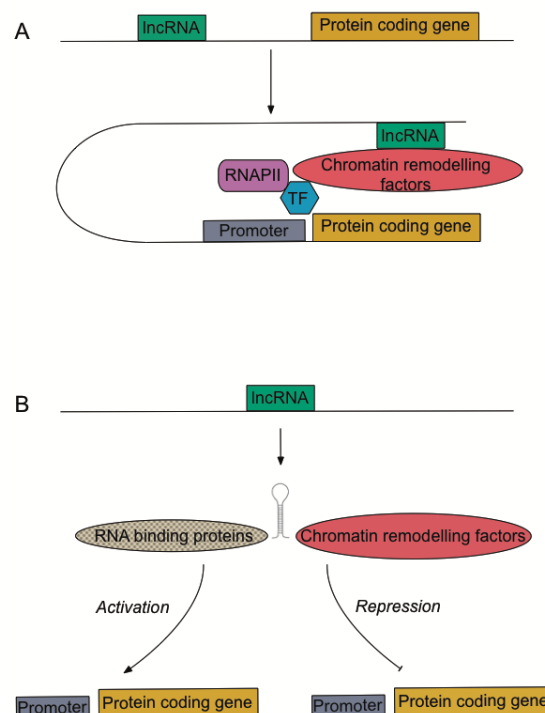 A
lncRNA
Protein coding gene
lncRNA
RNAPII
Chromatin remodelling
factors
TF
Promoter
Protein coding gene
B
lncRNA
RNA binding proteins
Chromatin remodelling factors
Activation
Repression
Promoter
Protein coding gene
Promoter
Protein coding gene